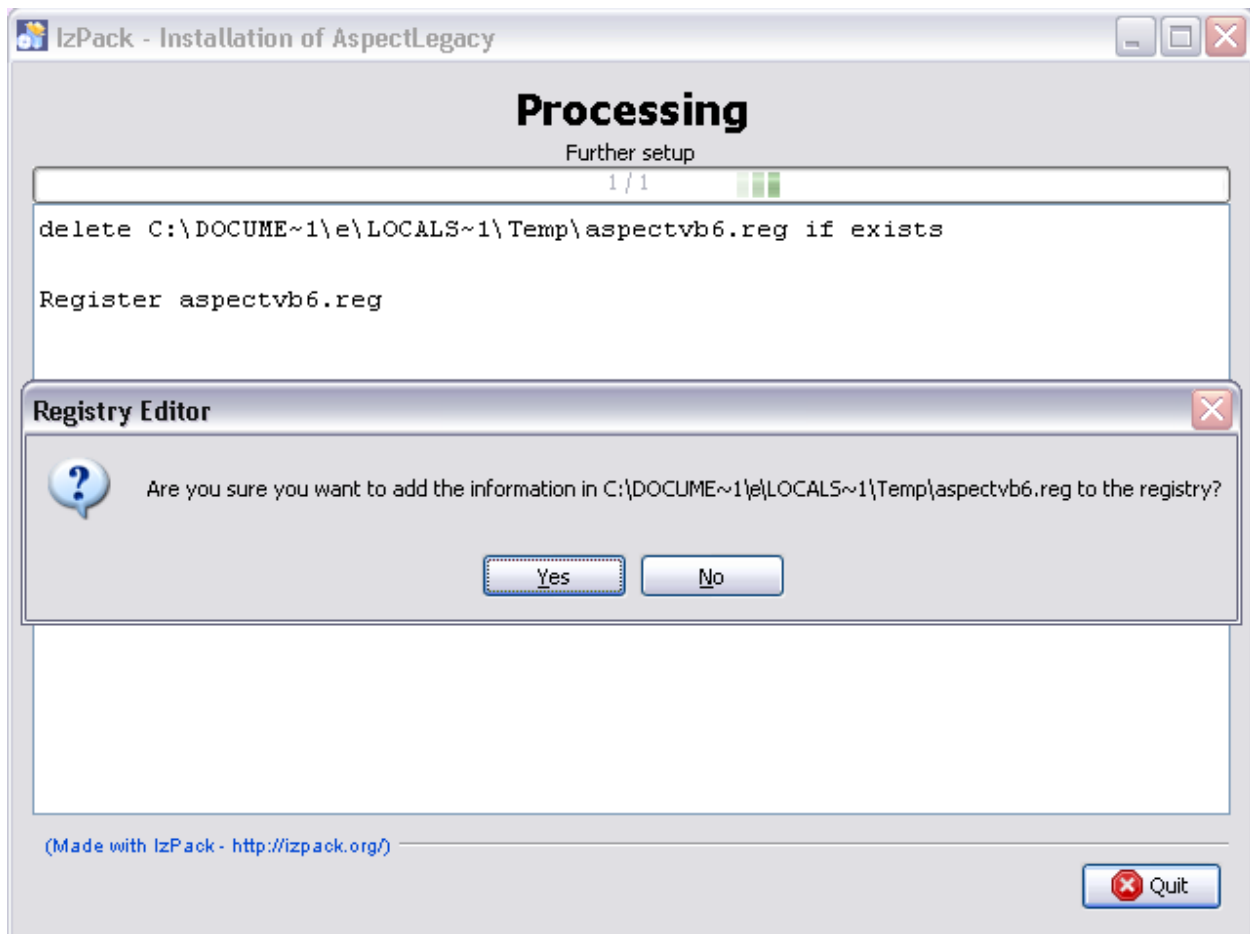 IzPack - Installation of AspectLegacy
Processing
Further setup
1 / 1
delete C:\DOCUME~1\e\LOCALS~1\Temp\aspectvb6.reg if exists
Register aspectvb6.reg
Registry Editor
Are you sure you want to add the information in C:\DOCUME~1\e\LOCALS~1\Temp\aspectvb6.reg to the registry?
Yes No
(Made with IzPack - http://izpack.org/)
Quit